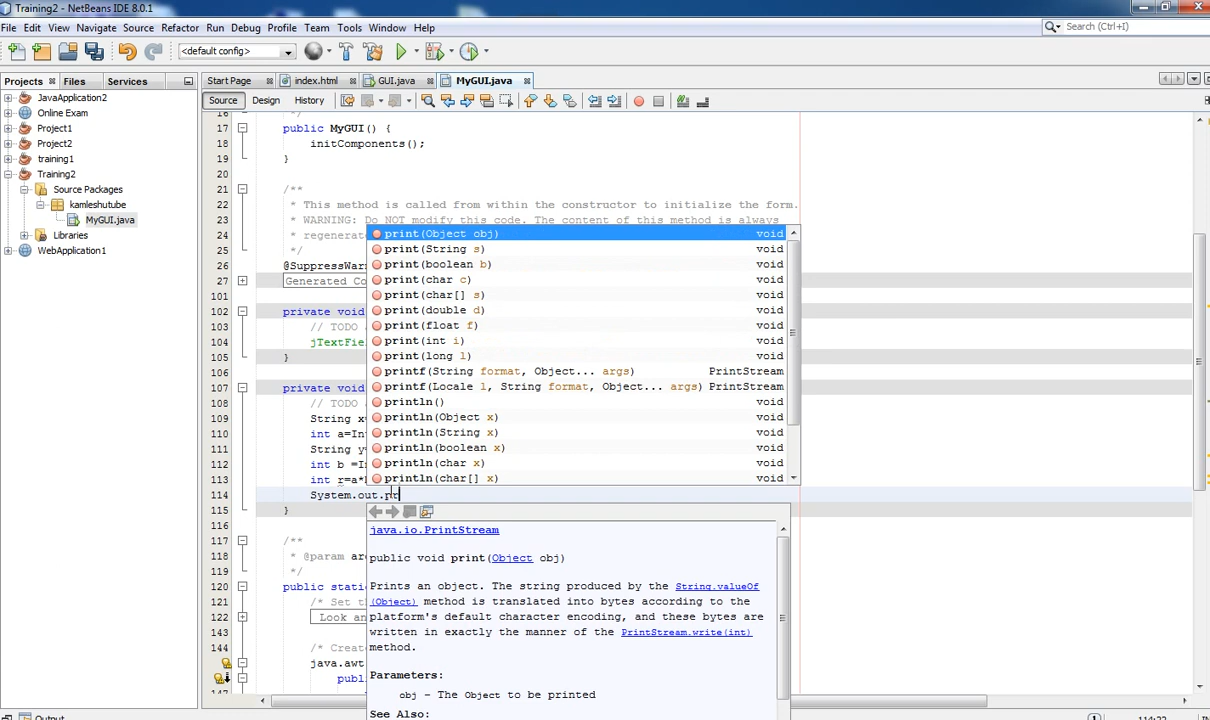 Training2 - NetBeans IDE 8.0.1
File Edit View Navigate Source Refactor Run Debug Profile Team Tools Window Help
Search (Ctrl+I)
<default config>
Projects Files Services
Start Page index.html GUI.java MyGUI.java
Source Design History
JavaApplication2
Online Exam
Project1
Project2
training1
Training2
Source Packages
kamleshutube
MyGUI.java
Libraries
WebApplication1
16 */
17 public MyGUI() {
18 initComponents();
19 }
20
21 /**
22 * This method is called from within the constructor to initialize the form.
23 * WARNING: Do NOT modify this code. The content of this method is always
24 * regenerat
25 */
26 @SuppressWar
27 Generated Co
101
102 private void
103 // TODO
104 jTextFie
105 }
106
107 private void
108 // TODO
109 String x
110 int a=In
111 String y
112 int b =I
113 int r=a*
114 System.out.pr
115 }
116
117 /**
118 * @param ar
119 */
120 public stati
121 /* Set th
122 Look an
143
144 /* Creat
java.awt
publ
print(Object obj) void
print(String s) void
print(boolean b) void
print(char c) void
print(char[] s) void
print(double d) void
print(float f) void
print(int i) void
print(long l) void
printf(String format, Object... args) PrintStream
printf(Locale l, String format, Object... args) PrintStream
println() void
println(Object x) void
println(String x) void
println(boolean x) void
println(char x) void
println(char[] x) void
java.io.PrintStream
public void print(Object obj)
Prints an object. The string produced by the String.valueOf
(Object) method is translated into bytes according to the
platform's default character encoding, and these bytes are
written in exactly the manner of the PrintStream.write(int)
method.
Parameters:
obj - The Object to be printed
See Also:
Output
1
114:23